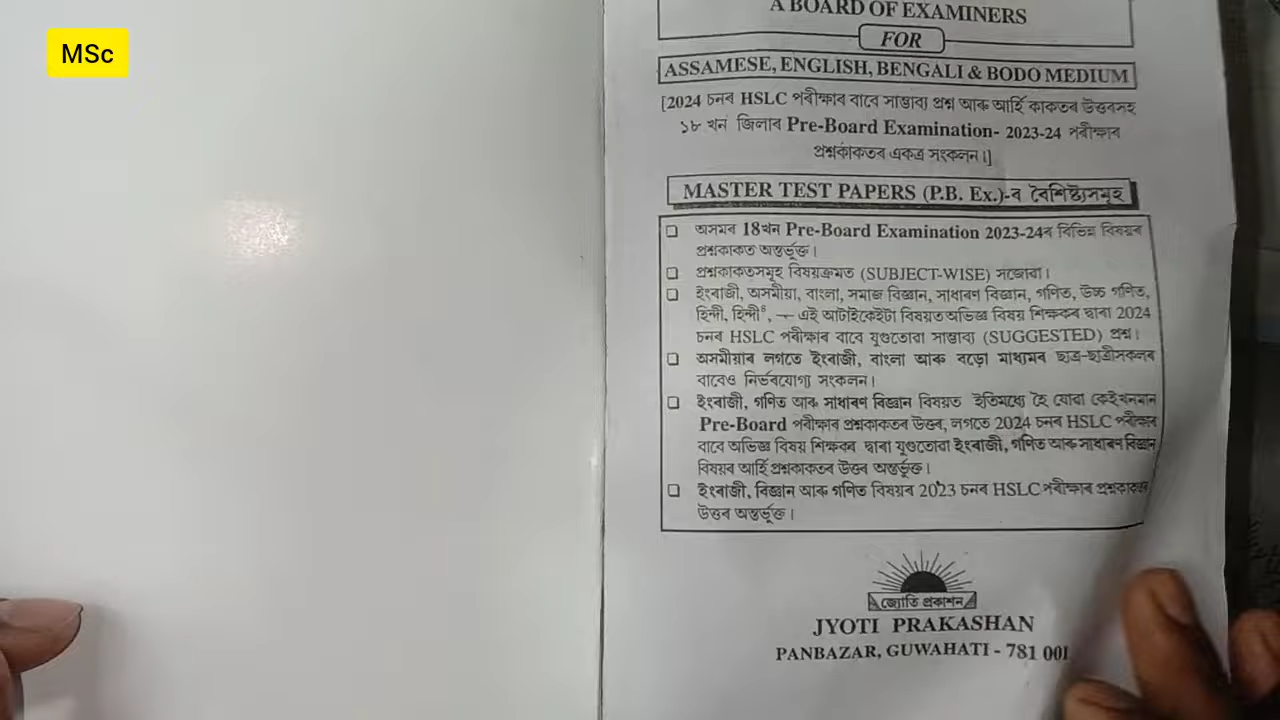 MSc
A BOARD OF EXAMINERS
FOR
ASSAMESE, ENGLISH, BENGALI & BODO MEDIUM
[2024 চনৰ HSLC পৰীক্ষাৰ বাবে সাম্ভাব্য প্ৰশ্ন আৰু আৰ্হি কাকতৰ উত্তৰসহ
১৮ খন জিলাৰ Pre-Board Examination- 2023-24 পৰীক্ষাৰ
প্ৰশ্নকাকতৰ একত্ৰ সংকলন।]
MASTER TEST PAPERS (P.B. Ex.)-ৰ বৈশিষ্ট্যসমূহ
❑ অসমৰ 18খন Pre-Board Examination 2023-24ৰ বিভিন্ন বিষয়ৰ
প্ৰশ্নকাকত অন্তৰ্ভূক্ত।
❑ প্ৰশ্নকাকতসমূহ বিষয়ক্ৰমত (SUBJECT-WISE) সজোৱা।
❑ ইংৰাজী, অসমীয়া, বাংলা, সমাজ বিজ্ঞান, সাধাৰণ বিজ্ঞান, গণিত, উচ্চ গণিত,
হিন্দী, হিন্দী⁸, — এই আটাইকেইটা বিষয়ত অভিজ্ঞ বিষয় শিক্ষকৰ দ্বাৰা 2024
চনৰ HSLC পৰীক্ষাৰ বাবে যুগুতোৱা সাম্ভাব্য (SUGGESTED) প্ৰশ্ন।
❑ অসমীয়াৰ লগতে ইংৰাজী, বাংলা আৰু বড়ো মাধ্যমৰ ছাত্ৰ-ছাত্ৰীসকলৰ
বাবেও নিৰ্ভৰযোগ্য সংকলন।
❑ ইংৰাজী, গণিত আৰু সাধাৰণ বিজ্ঞান বিষয়ত ইতিমধ্যে হৈ যোৱা কেইখনমান
Pre-Board পৰীক্ষাৰ প্ৰশ্নকাকতৰ উত্তৰ, লগতে 2024 চনৰ HSLC পৰীক্ষাৰ
বাবে অভিজ্ঞ বিষয় শিক্ষকৰ দ্বাৰা যুগুতোৱা ইংৰাজী, গণিত আৰু সাধাৰণ বিজ্ঞান
বিষয়ৰ আৰ্হি প্ৰশ্নকাকতৰ উত্তৰ অন্তৰ্ভূক্ত।
❑ ইংৰাজী, বিজ্ঞান আৰু গণিত বিষয়ৰ 2023 চনৰ HSLC পৰীক্ষাৰ প্ৰশ্নকাকতৰ
উত্তৰ অন্তৰ্ভূক্ত।
জ্যোতি প্ৰকাশন
JYOTI PRAKASHAN
PANBAZAR, GUWAHATI - 781 001